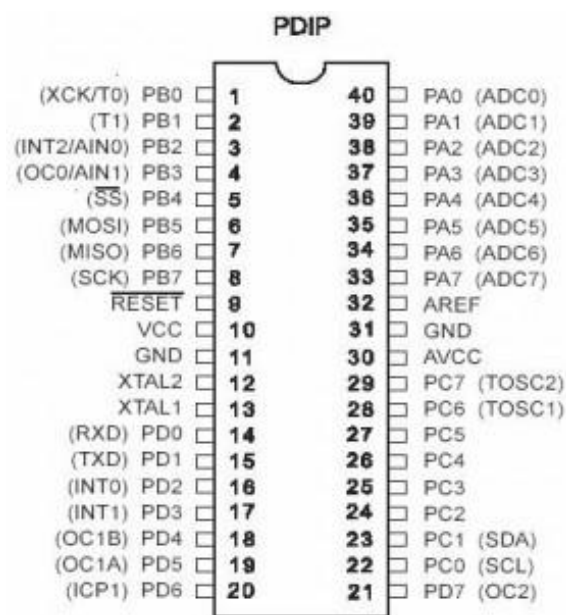 PDIP
(XCK/T0) PB0 1 40 PA0 (ADC0)
(T1) PB1 2 39 PA1 (ADC1)
(INT2/AIN0) PB2 3 38 PA2 (ADC2)
(OC0/AIN1) PB3 4 37 PA3 (ADC3)
(SS) PB4 5 36 PA4 (ADC4)
(MOSI) PB5 6 35 PA5 (ADC5)
(MISO) PB6 7 34 PA6 (ADC6)
(SCK) PB7 8 33 PA7 (ADC7)
RESET 9 32 AREF
VCC 10 31 GND
GND 11 30 AVCC
XTAL2 12 29 PC7 (TOSC2)
XTAL1 13 28 PC6 (TOSC1)
(RXD) PD0 14 27 PC5
(TXD) PD1 15 26 PC4
(INT0) PD2 16 25 PC3
(INT1) PD3 17 24 PC2
(OC1B) PD4 18 23 PC1 (SDA)
(OC1A) PD5 19 22 PC0 (SCL)
(ICP1) PD6 20 21 PD7 (OC2)